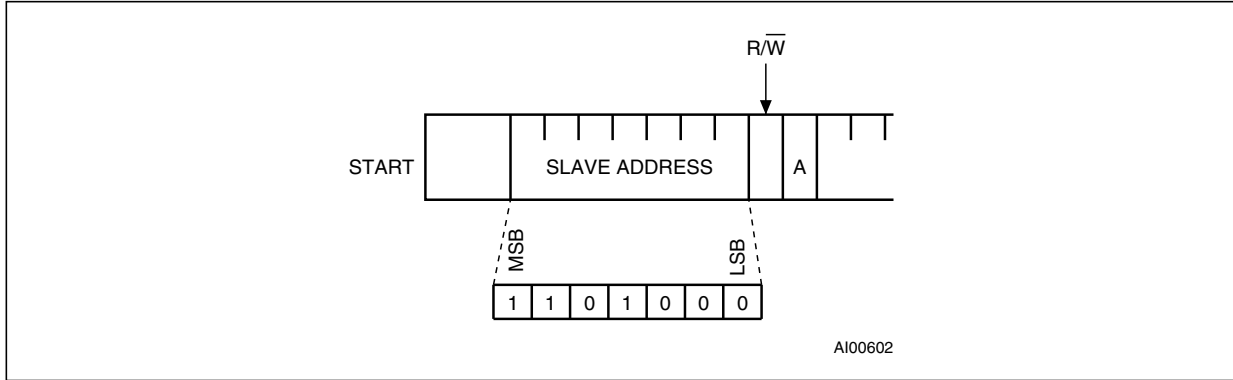 R/W̅
START
SLAVE ADDRESS
A
MSB
LSB
1 1 0 1 0 0 0
AI00602